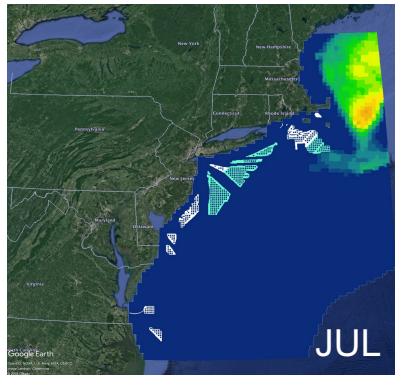 New York
New Hampshire
Massachusetts
Connecticut
Rhode Island
Pennsylvania
New Jersey
Maryland
Delaware
Virginia
JUL
Google Earth